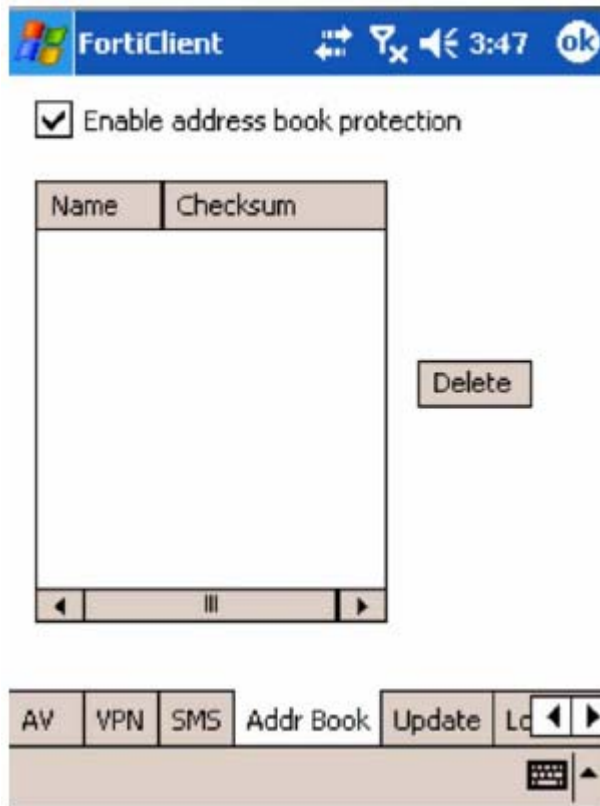 FortiClient 3:47 ok
Enable address book protection
Name Checksum
Delete
AV VPN SMS Addr Book Update